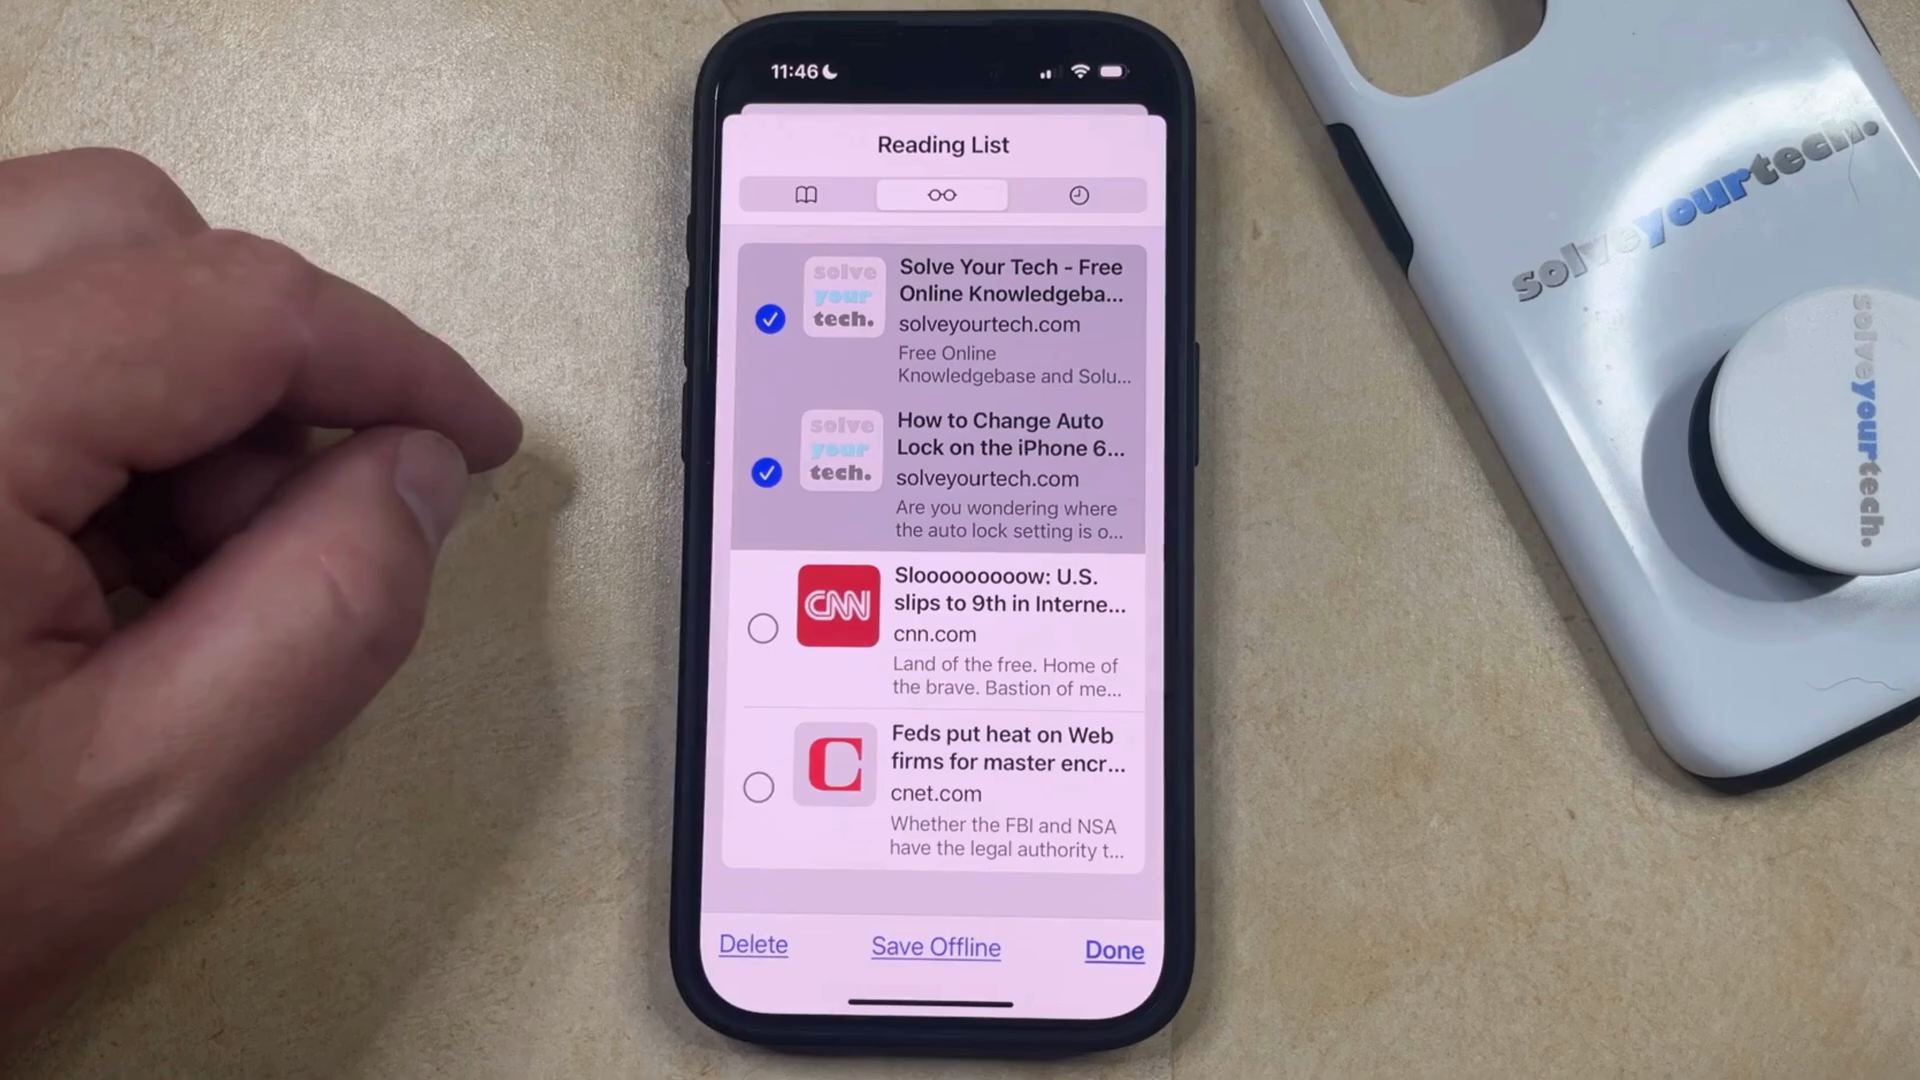 11:46
Reading List
solve
your
tech.
Solve Your Tech - Free
Online Knowledgeba...
solveyourtech.com
Free Online
Knowledgebase and Solu...
solve
your
tech.
How to Change Auto
Lock on the iPhone 6...
solveyourtech.com
Are you wondering where
the auto lock setting is o...
CNN
Slooooooooow: U.S.
slips to 9th in Interne...
cnn.com
Land of the free. Home of
the brave. Bastion of me...
C
Feds put heat on Web
firms for master encr...
cnet.com
Whether the FBI and NSA
have the legal authority t...
Delete
Save Offline
Done
solveyourtech.
solveyourtech.